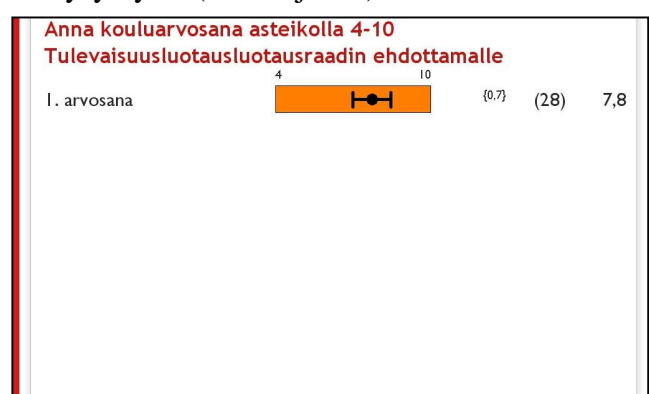 Anna kouluarvosana asteikolla 4-10
Tulevaisuusluotausluotausraadin ehdottamalle
4 10
1. arvosana {0,7} (28) 7,8